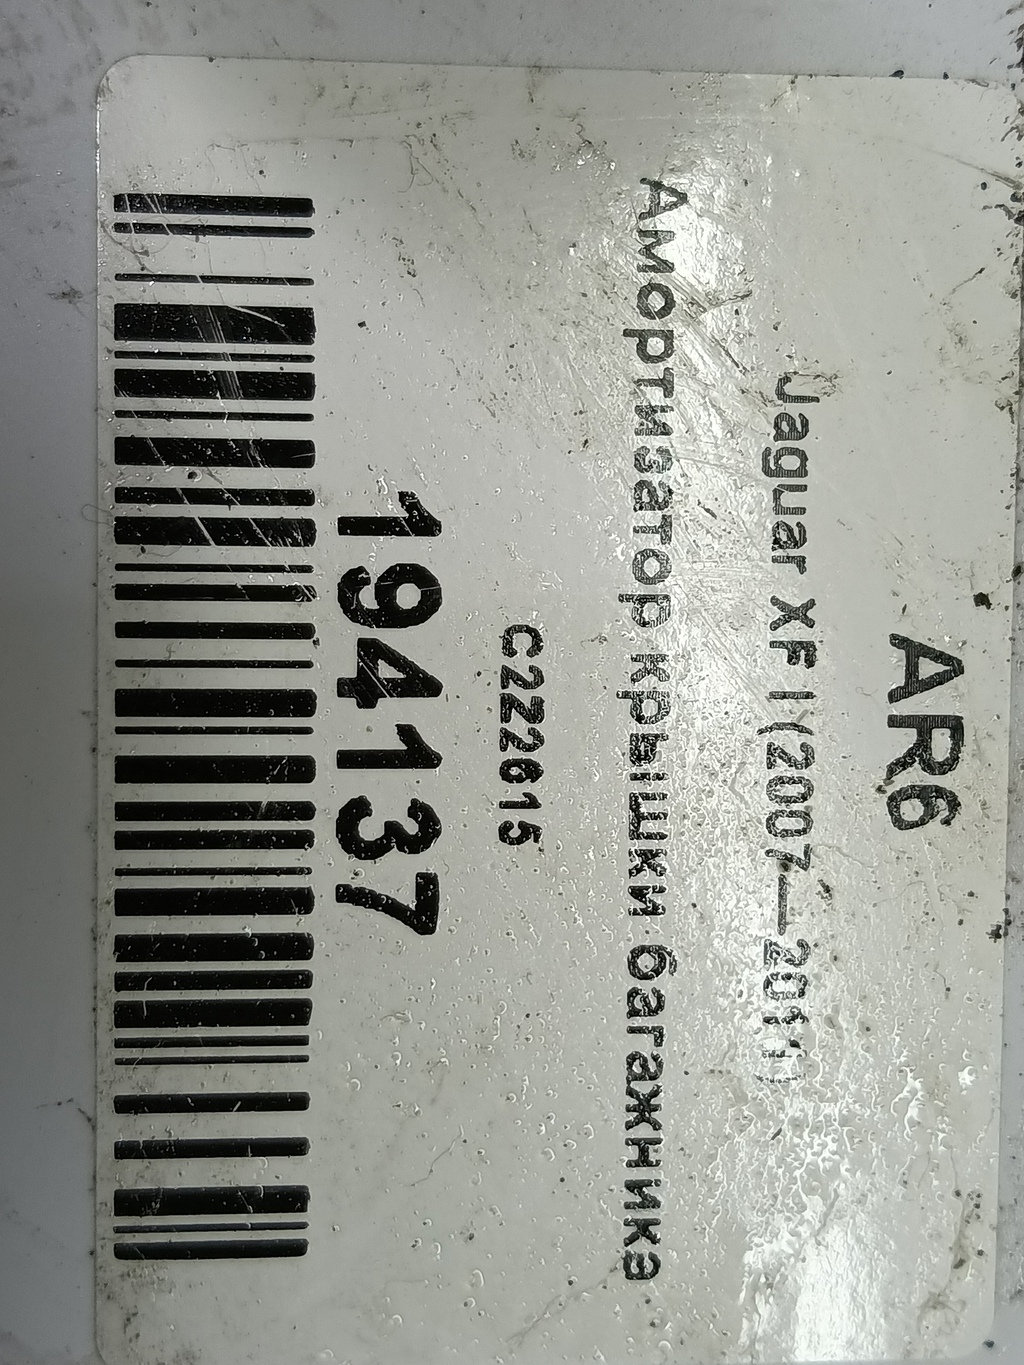 AR6
Jaguar XF I (2007—2011)
Амортизатор крышки багажника
C2Z2615
194137